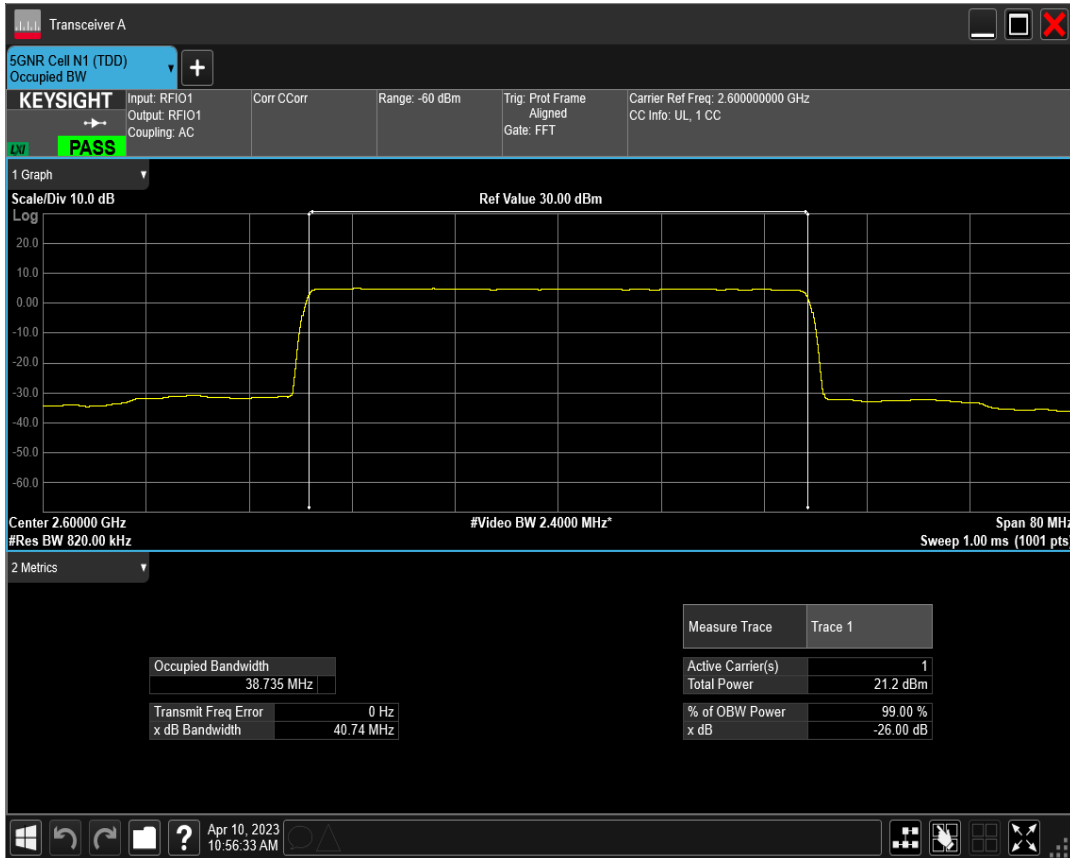 Transceiver A
5GNR Cell N1 (TDD)
Occupied BW
+
KEYSIGHT
LXI
PASS
Input: RFIO1
Output: RFIO1
Coupling: AC
Corr CCorr
Range: -60 dBm
Trig: Prot Frame
Aligned
Gate: FFT
Carrier Ref Freq: 2.600000000 GHz
CC Info: UL, 1 CC
1 Graph
Scale/Div 10.0 dB
Ref Value 30.00 dBm
Log
20.0
10.0
0.00
-10.0
-20.0
-30.0
-40.0
-50.0
-60.0
Center 2.60000 GHz
#Video BW 2.4000 MHz*
Span 80 MHz
#Res BW 820.00 kHz
Sweep 1.00 ms (1001 pts)
2 Metrics
Measure Trace Trace 1
Occupied Bandwidth
38.735 MHz
Active Carrier(s) 1
Total Power 21.2 dBm
Transmit Freq Error 0 Hz
x dB Bandwidth 40.74 MHz
% of OBW Power 99.00 %
x dB -26.00 dB
?
Apr 10, 2023
10:56:33 AM